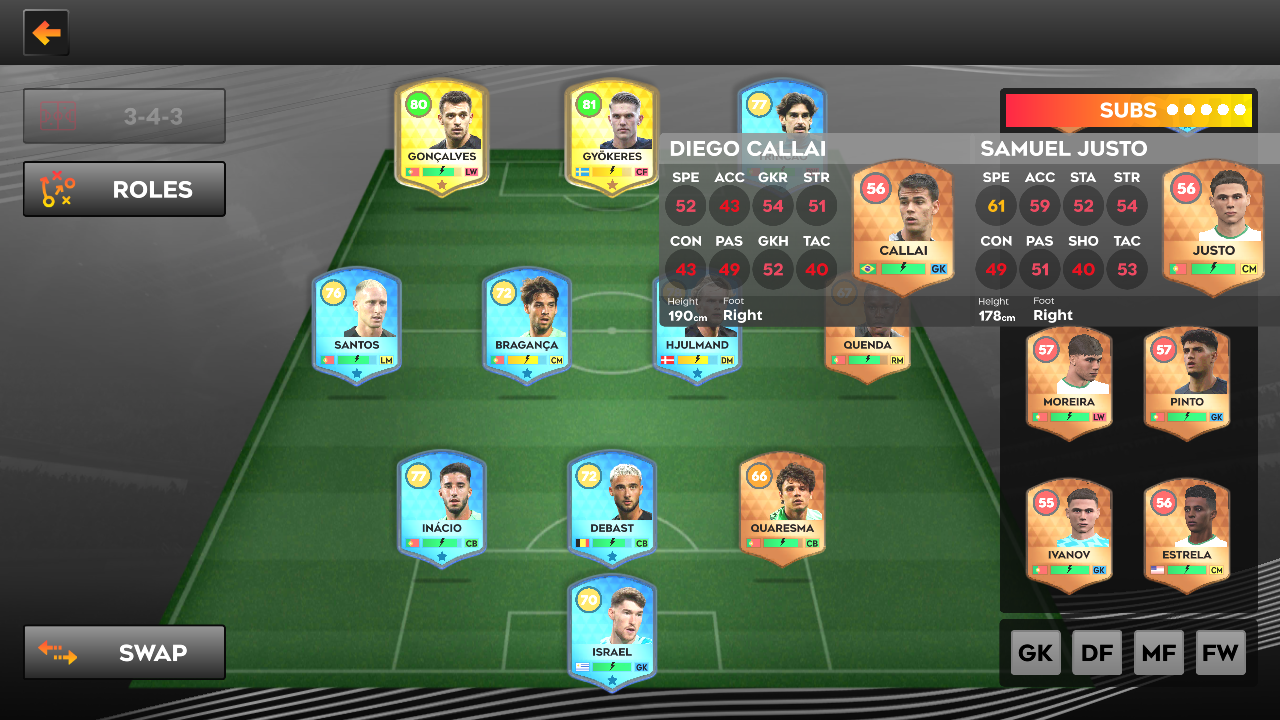 3-4-3
ROLES
SWAP
80
GONÇALVES
LW
81
GYÖKERES
CF
77
TRINCÃO
76
SANTOS
LM
72
BRAGANÇA
CM
HJULMAND
DM
67
QUENDA
RM
77
INÁCIO
CB
72
DEBAST
CB
66
QUARESMA
CB
70
ISRAEL
GK
SUBS
DIEGO CALLAI
SPE ACC GKR STR
52 43 54 51
CON PAS GKH TAC
43 49 52 40
Height Foot
190cm Right
56
CALLAI
GK
SAMUEL JUSTO
SPE ACC STA STR
61 59 52 54
CON PAS SHO TAC
49 51 40 53
Height Foot
178cm Right
56
JUSTO
CM
57
MOREIRA
LW
57
PINTO
GK
55
IVANOV
GK
56
ESTRELA
CM
GK DF MF FW